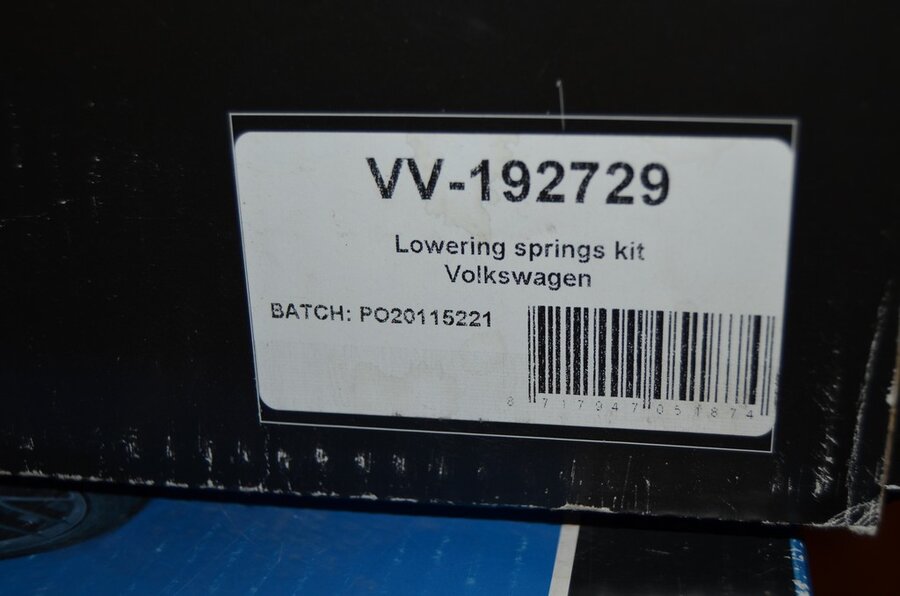 VV-192729
Lowering springs kit
Volkswagen
BATCH: PO20115221
8 717947 051874